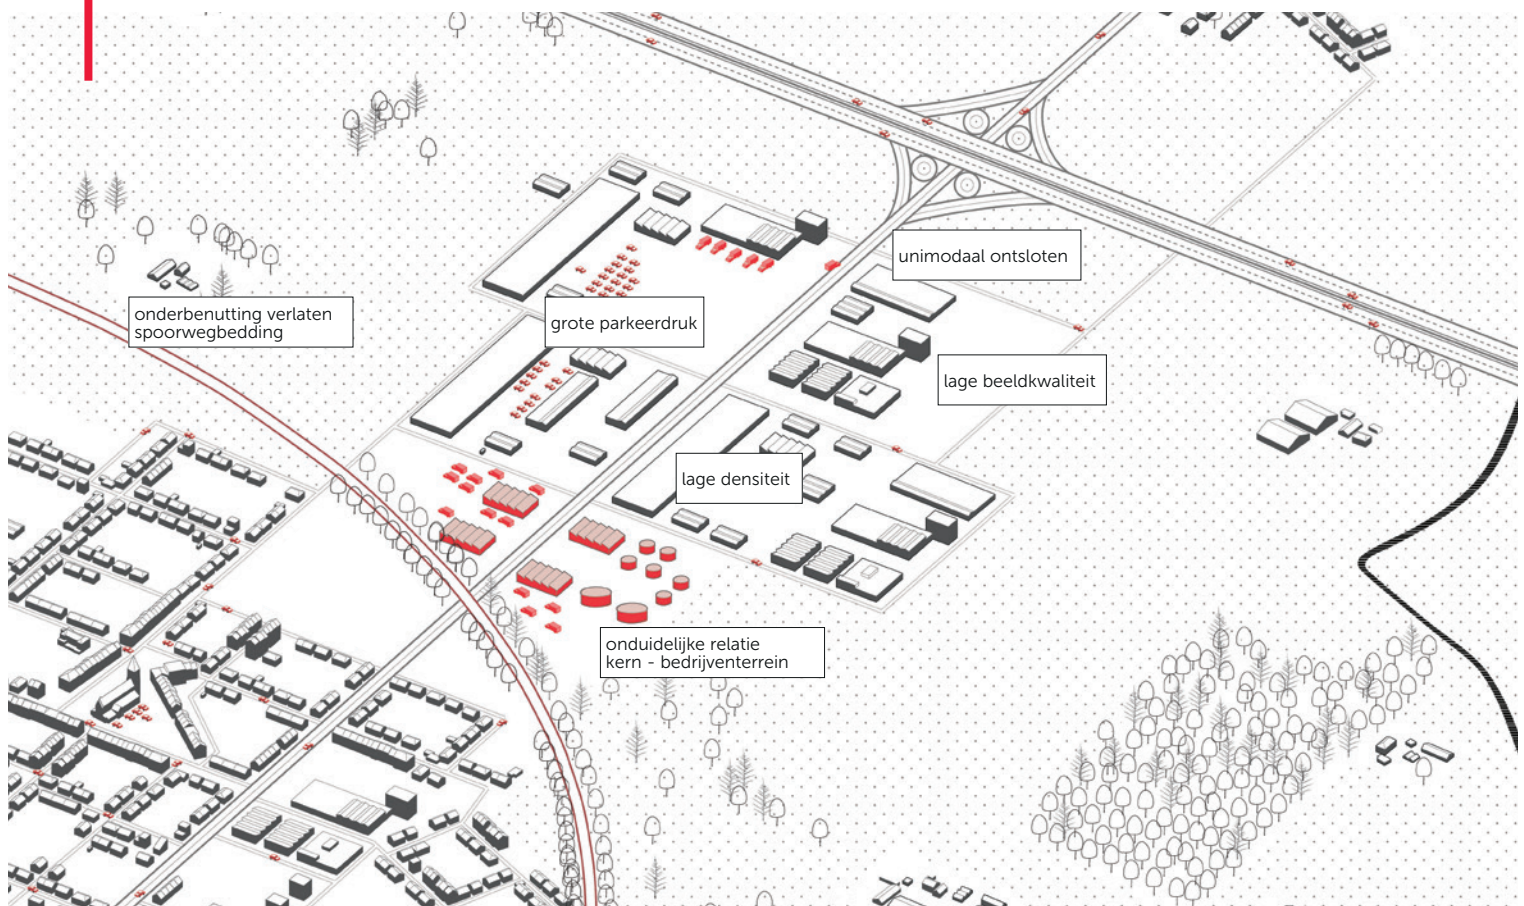 unimodaal ontsloten
onderbenutting verlaten
spoorwegbedding
grote parkeerdruk
lage beeldkwaliteit
lage densiteit
onduidelijke relatie
kern - bedrijventerrein